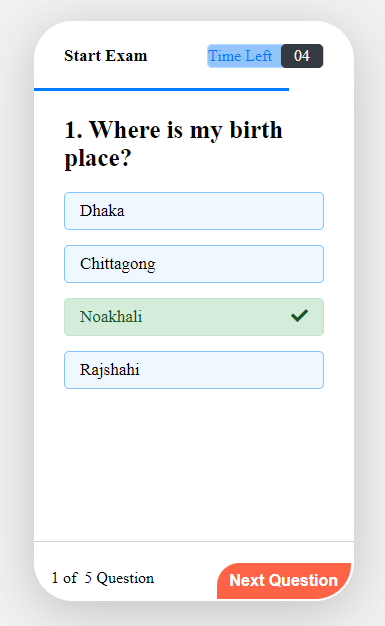 Start Exam
Time Left 04
1. Where is my birth
place?
Dhaka
Chittagong
Noakhali
Rajshahi
1 of 5 Question
Next Question